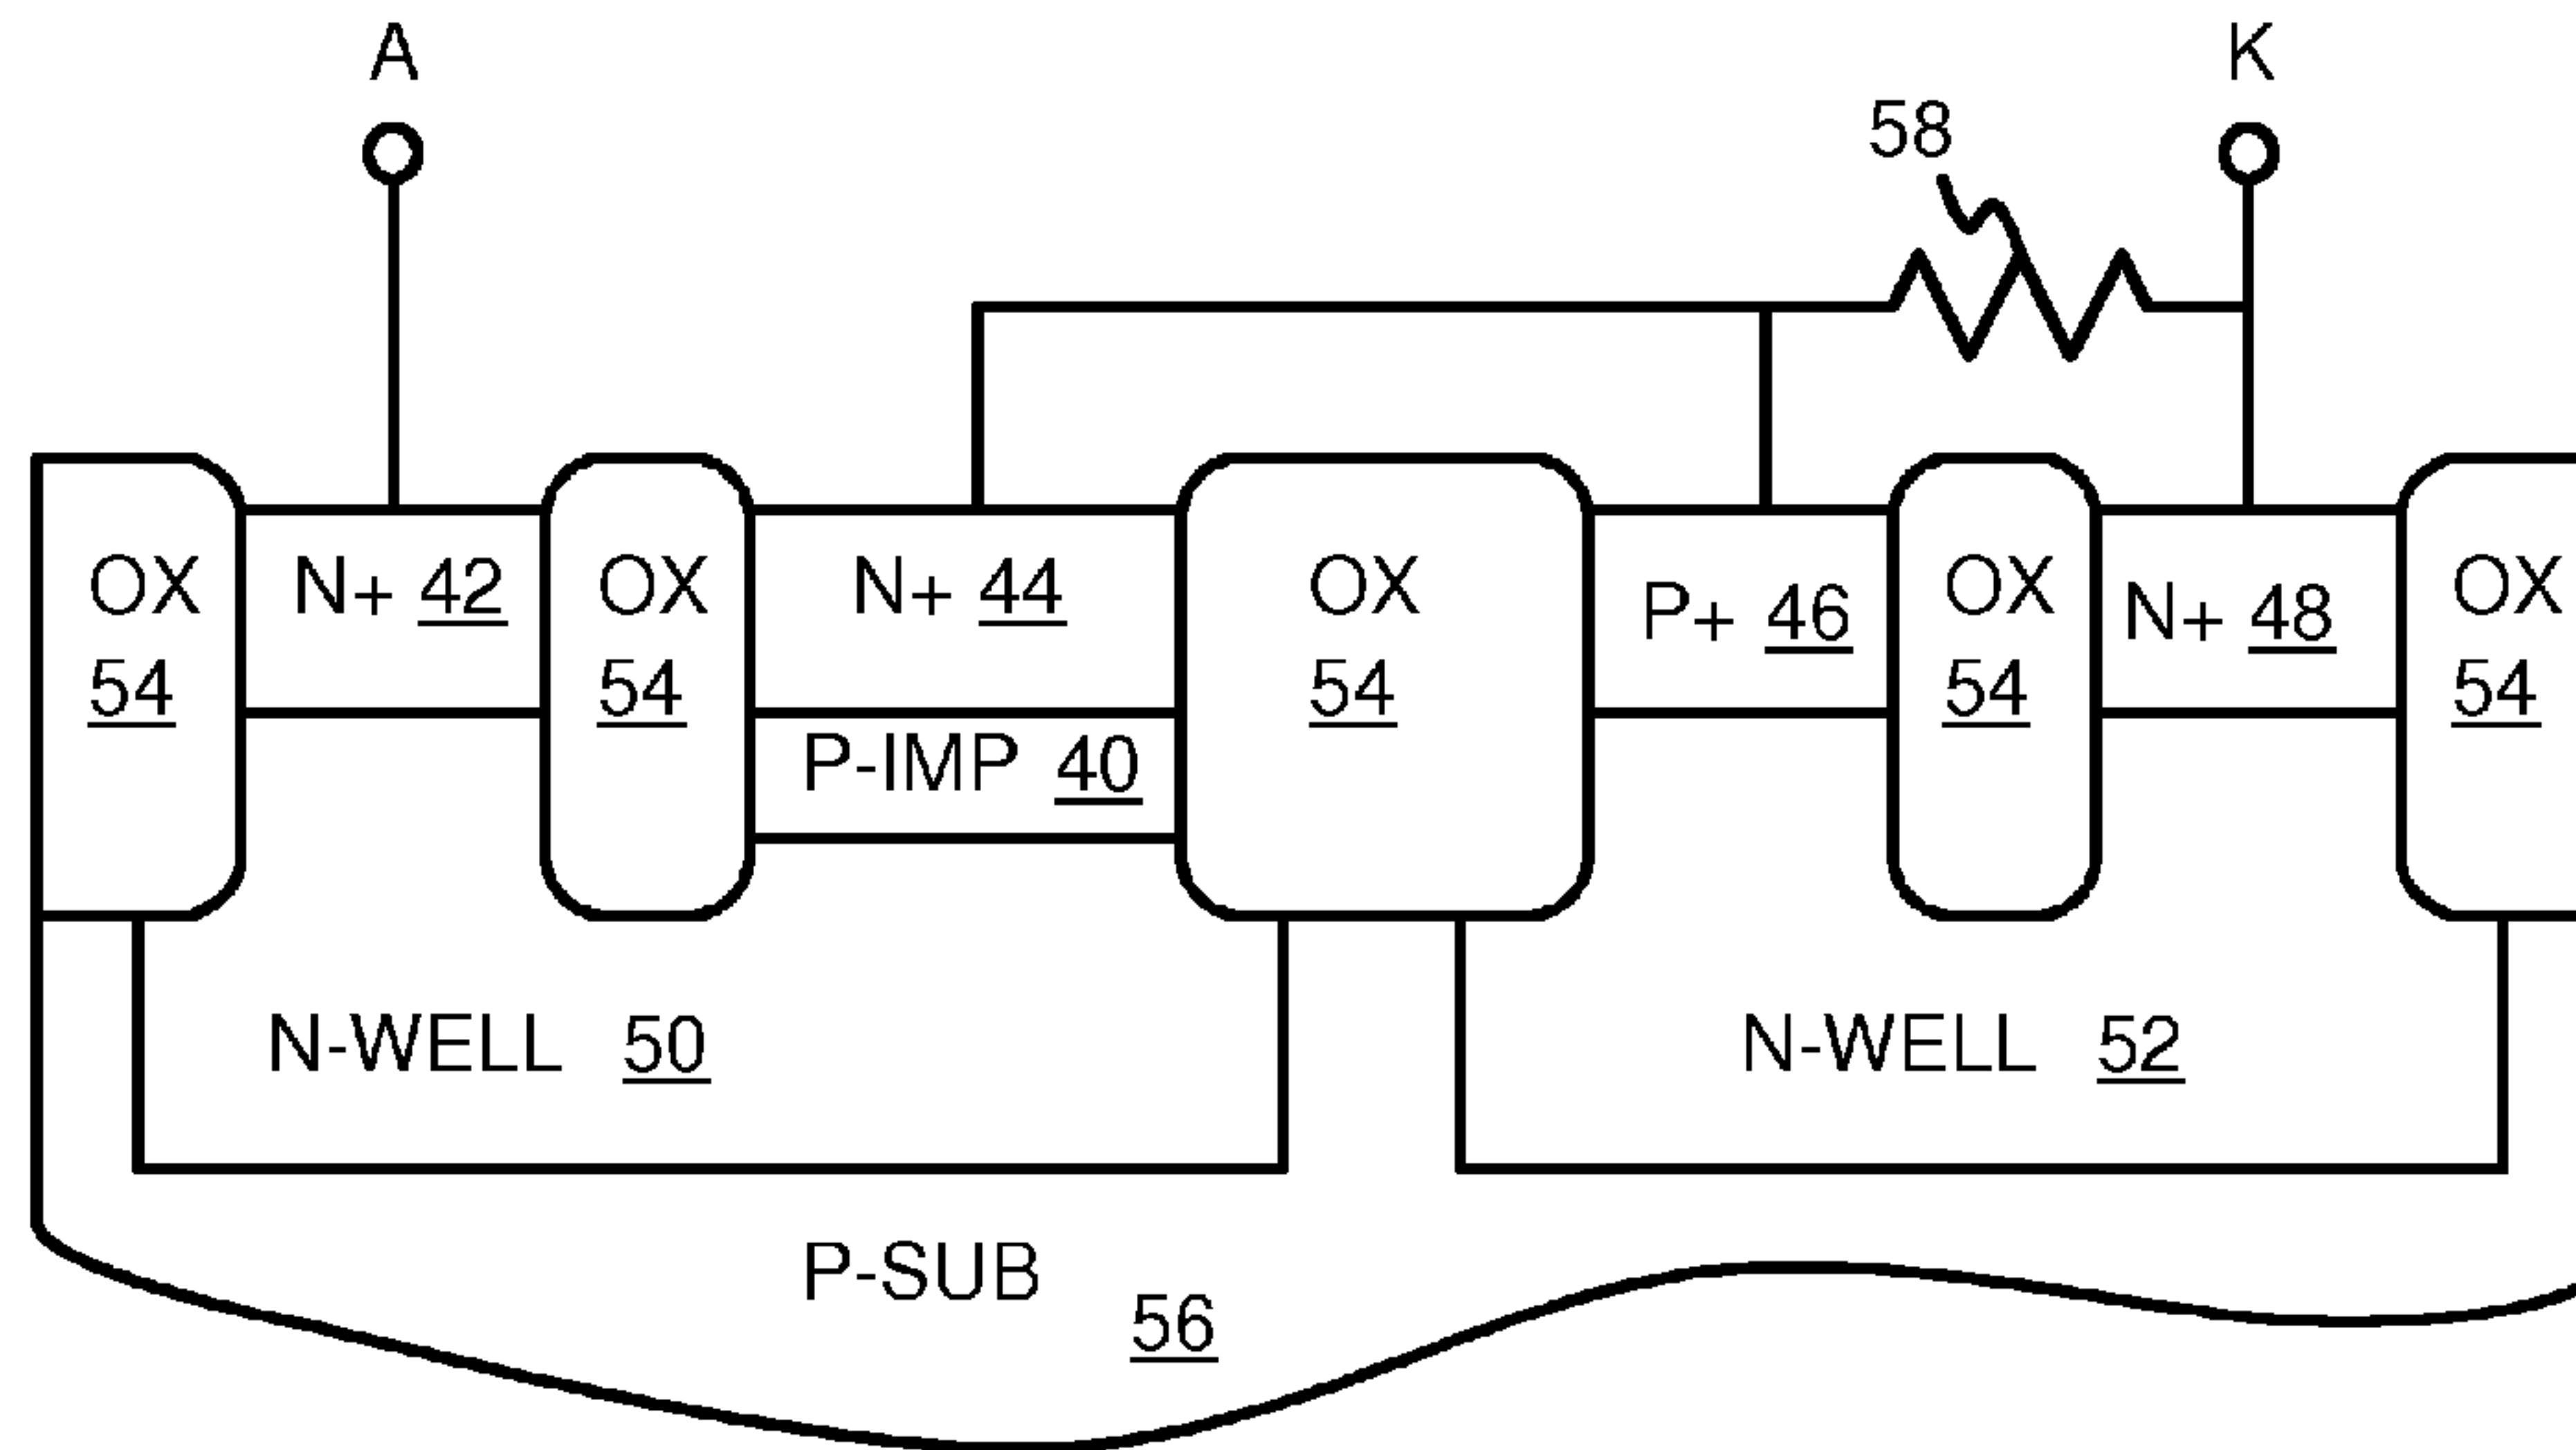 A
K
58
OX
54
N+ 42
OX
54
N+ 44
P-IMP 40
OX
54
P+ 46
OX
54
N+ 48
OX
54
N-WELL 50
N-WELL 52
P-SUB
56